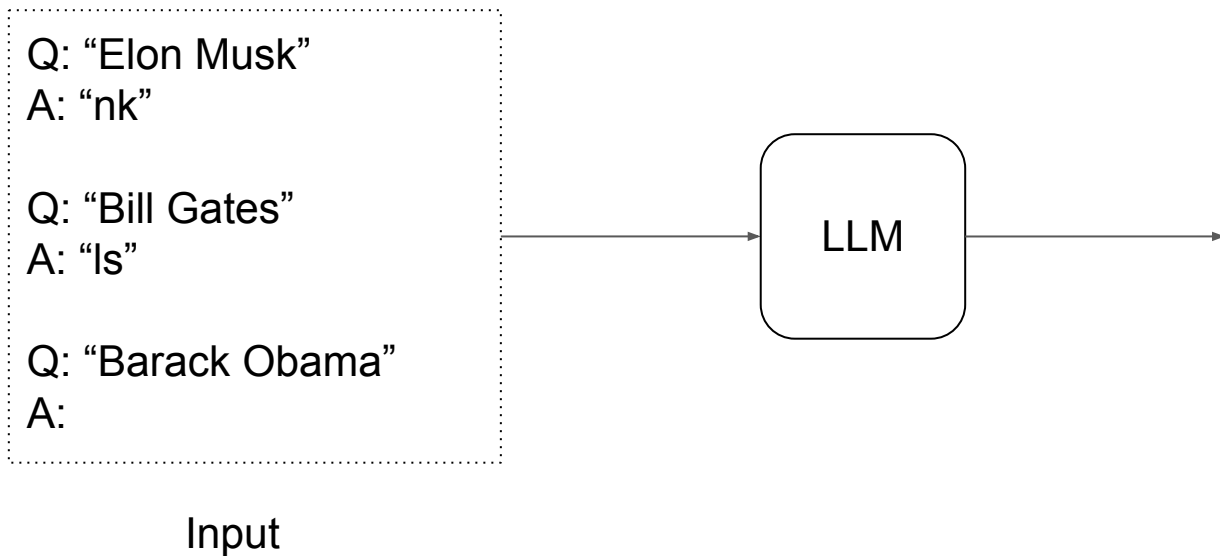 Q: “Elon Musk”
A: “nk”
Q: “Bill Gates”
A: “ls”
Q: “Barack Obama”
A:
LLM
Input